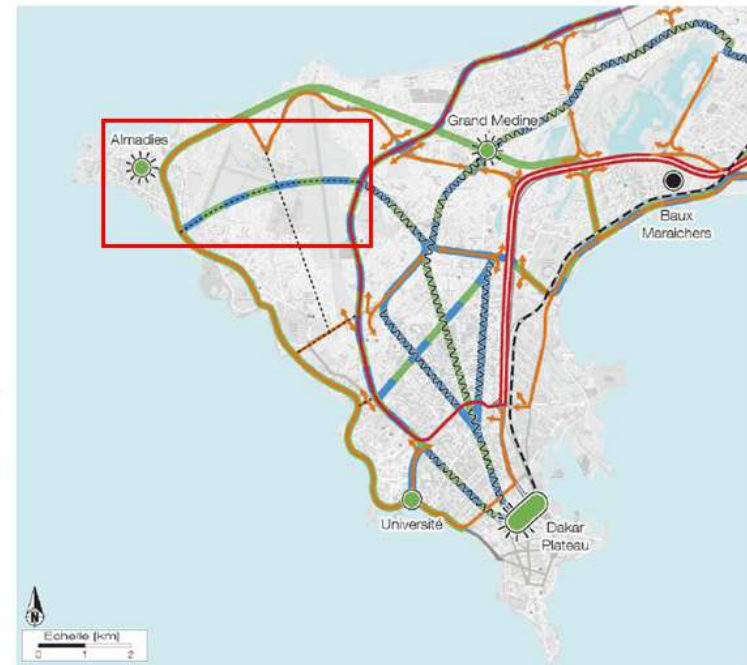 Almadies
Grand Medine
Baux
Maraichers
Université
Dakar
Plateau
N
Echelle [km]
0 1 2